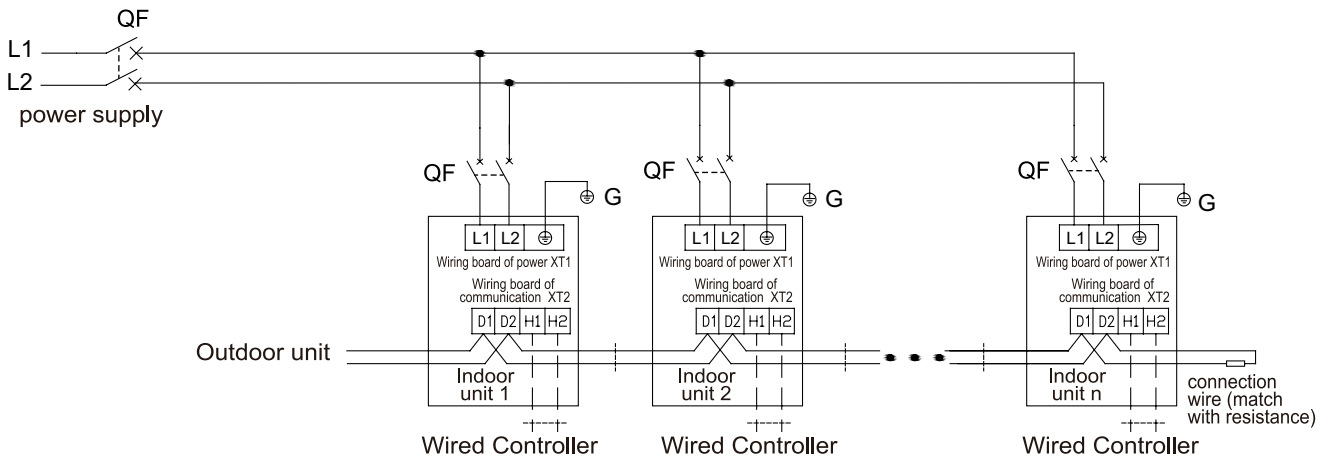 QF
L1
L2
power supply
QF
G
QF
G
QF
G
L1 L2
L1 L2
L1 L2
Wiring board of power XT1
Wiring board of power XT1
Wiring board of power XT1
Wiring board of
communication XT2
Wiring board of
communication XT2
Wiring board of
communication XT2
D1 D2 H1 H2
D1 D2 H1 H2
D1 D2 H1 H2
Outdoor unit
Indoor
unit 1
Indoor
unit 2
Indoor
unit n
connection
wire (match
with resistance)
Wired Controller
Wired Controller
Wired Controller